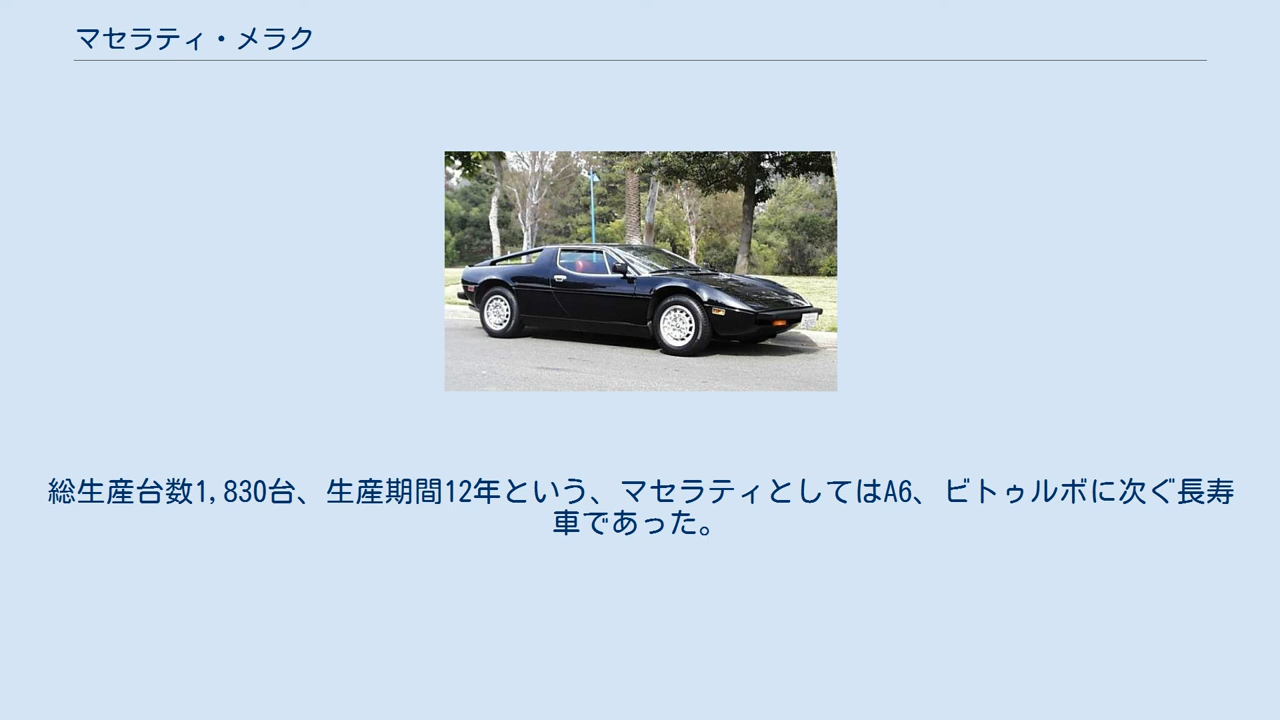 マセラティ・メラク
総生産台数1,830台、生産期間12年という、マセラティとしてはA6、ビトゥルボに次ぐ長寿
車であった。